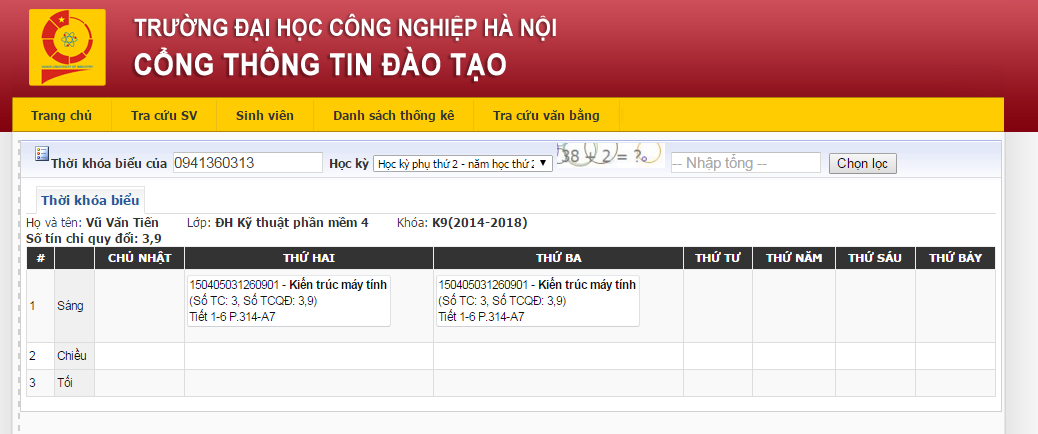 TRƯỜNG ĐẠI HỌC CÔNG NGHIỆP HÀ NỘI
CỔNG THÔNG TIN ĐÀO TẠO
Trang chủ Tra cứu SV Sinh viên Danh sách thống kê Tra cứu văn bằng
Thời khóa biểu của 0941360313 Học kỳ Học kỳ phụ thứ 2 - năm học thứ 38 + 2 = ? -- Nhập tổng -- Chọn lọc
Thời khóa biểu
Họ và tên: Vũ Văn Tiến Lớp: ĐH Kỹ thuật phần mềm 4 Khóa: K9(2014-2018)
Số tín chỉ quy đổi: 3,9
# CHỦ NHẬT THỨ HAI THỨ BA THỨ TƯ THỨ NĂM THỨ SÁU THỨ BẢY
1 Sáng
150405031260901 - Kiến trúc máy tính
(Số TC: 3, Số TCQĐ: 3,9)
Tiết 1-6 P.314-A7
150405031260901 - Kiến trúc máy tính
(Số TC: 3, Số TCQĐ: 3,9)
Tiết 1-6 P.314-A7
2 Chiều
3 Tối